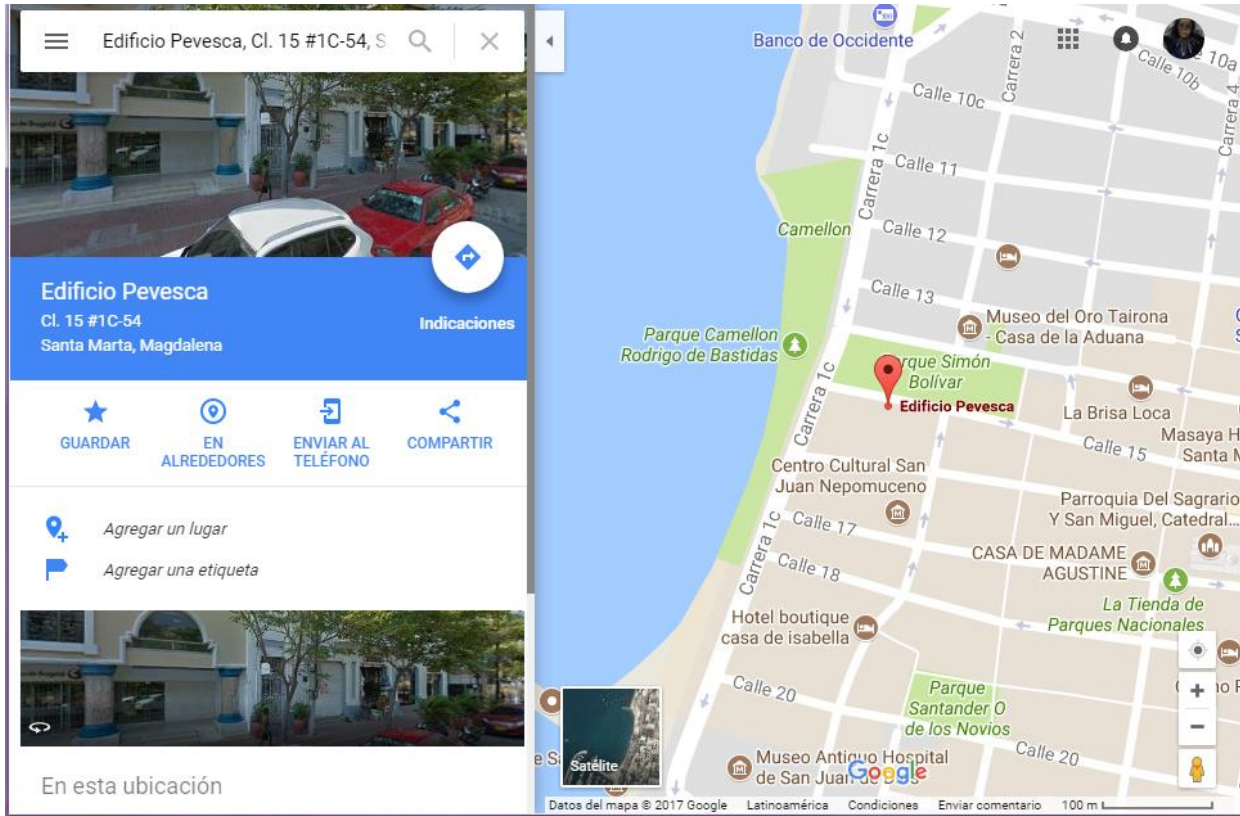 Edificio Pevesca, Cl. 15 #1C-54, S
Edificio Pevesca
Cl. 15 #1C-54
Santa Marta, Magdalena
Indicaciones
GUARDAR
EN
ALREDEDORES
ENVIAR AL
TELÉFONO
COMPARTIR
Agregar un lugar
Agregar una etiqueta
En esta ubicación
Banco de Occidente
Carrera 2
Calle 10b
10a
Carrera 4
Calle 10c
Carrera 1c
Calle 11
Camellon
Calle 12
Calle 13
Museo del Oro Tairona
- Casa de la Aduana
Parque Camellon
Rodrigo de Bastidas
Parque Simón
Bolívar
Edificio Pevesca
Carrera 1c
La Brisa Loca
Calle 15
Masaya H
Santa M
Centro Cultural San
Juan Nepomuceno
Parroquia Del Sagrario
Y San Miguel, Catedral...
Calle 17
Carrera 1c
CASA DE MADAME
AGUSTINE
Calle 18
La Tienda de
Parques Nacionales
Hotel boutique
casa de isabella
Calle 20
Parque
Santander O
de los Novios
Calle 20
Museo Antiguo Hospital
de San Juan de Dios
Satélite
Google
Datos del mapa © 2017 Google Latinoamérica Condiciones Enviar comentario 100 m